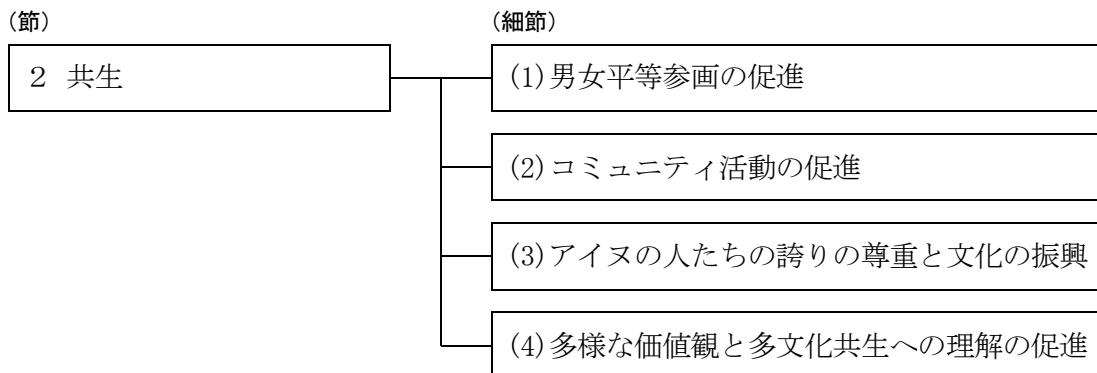 （節）
２ 共生
（細節）
(1)男女平等参画の促進
(2)コミュニティ活動の促進
(3)アイヌの人たちの誇りの尊重と文化の振興
(4)多様な価値観と多文化共生への理解の促進